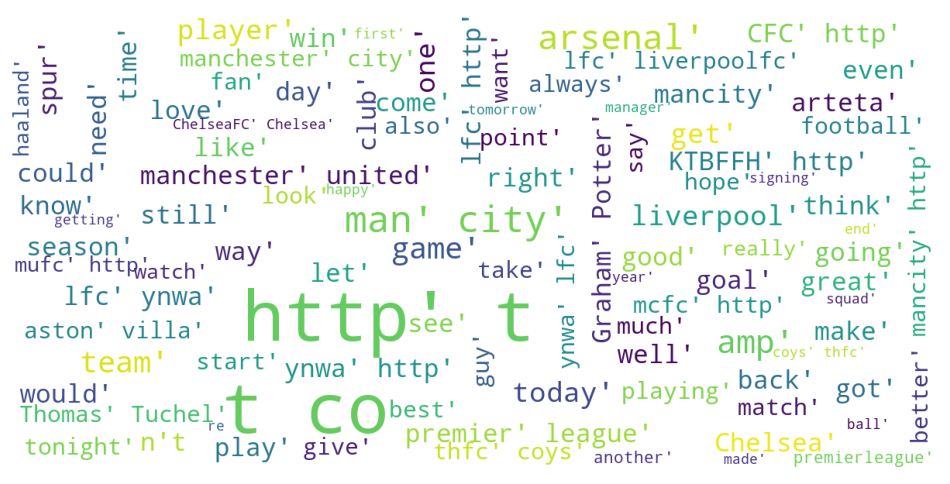 player'
win'
first'
arsenal'
CFC' http'
manchester' city'
lfc' liverpoolfc'
even'
time'
spur'
haaland'
need'
fan'
day'
one'
lfc' http'
want'
always
mancity'
arteta'
love'
club'
come'
tomorrow'
manager'
ChelseaFC' Chelsea'
also'
point'
say'
get'
football'
like'
could'
manchester' united'
look'
happy'
right'
Graham' Potter'
KTBFFH' http'
hope'
signing'
know'
getting'
still'
man' city'
liverpool'
think'
mancity' http'
end'
season'
way'
game'
good'
really'
going'
mufc' http'
watch'
let'
take'
year'
goal'
great'
squad'
lfc' ynwa'
http' t
see'
ynwa' lfc'
mcfc' http'
aston' villa'
much'
amp'
make'
coys' thfc'
team'
start'
ynwa' http'
guy'
well'
would'
t co
best'
today'
playing'
back'
got'
better'
Thomas' Tuchel'
re
match'
ball'
tonight'
n't
play'
give'
premier' league'
thfc' coys'
another'
Chelsea'
made'
premierleague'